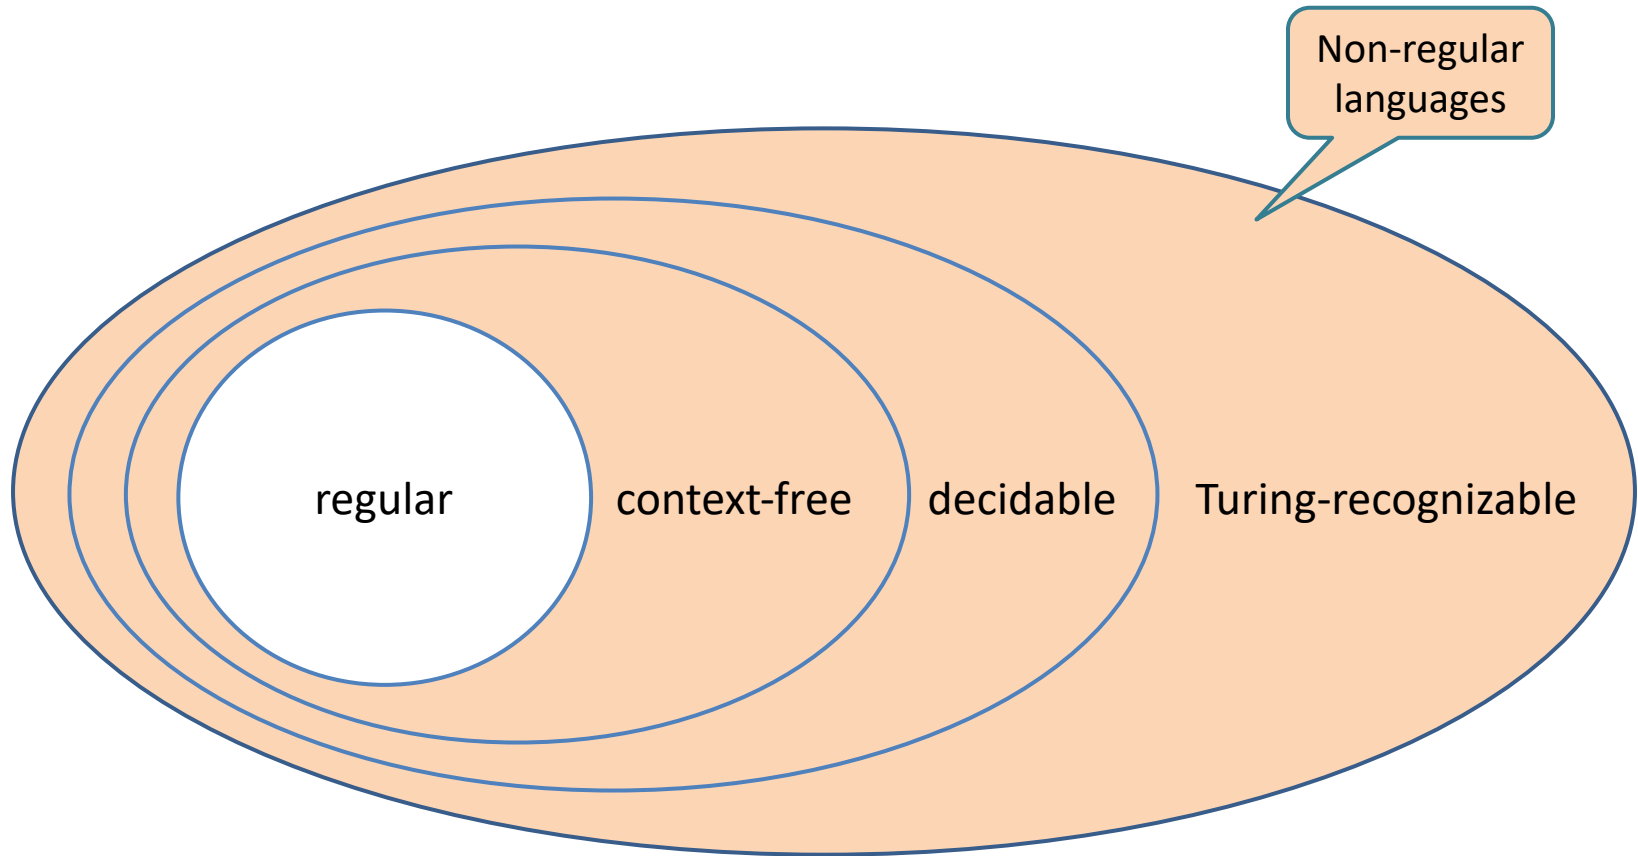 Non-regular
languages
regular context-free decidable Turing-recognizable